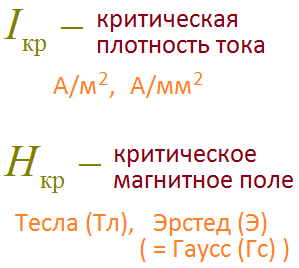 Iкр – критическая
плотность тока
А/м², А/мм²
Hкр – критическое
магнитное поле
Тесла (Тл), Эрстед (Э)
( = Гаусс (Гс) )